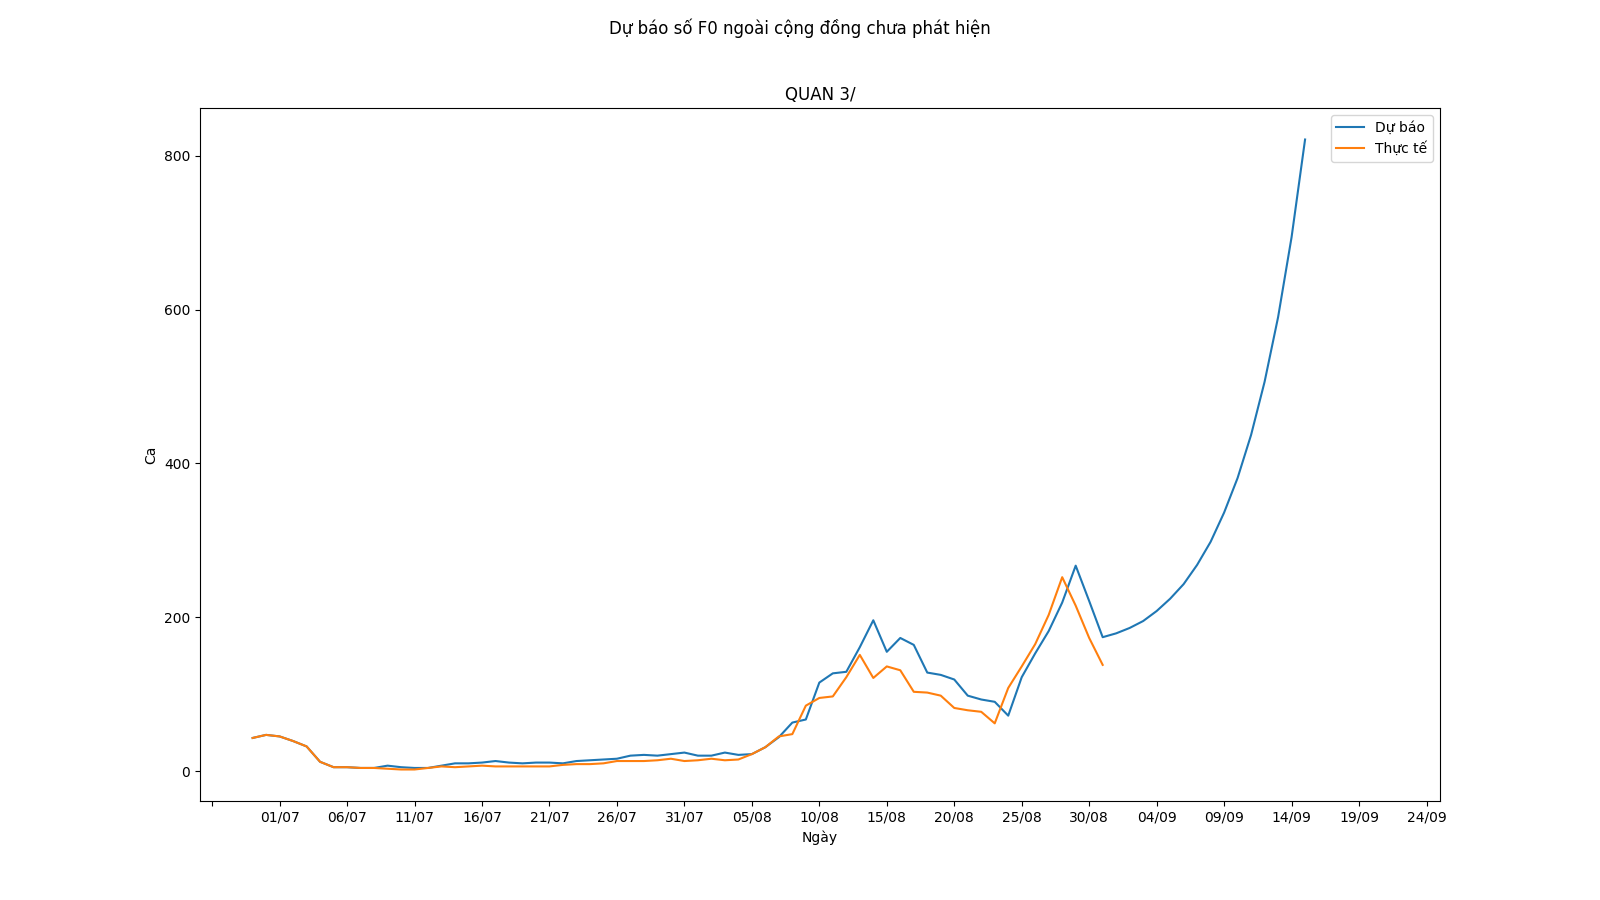 Dự báo số F0 ngoài cộng đồng chưa phát hiện
QUAN 3/
Dự báo
Thực tế
800
600
400
200
0
Ca
01/07 06/07 11/07 16/07 21/07 26/07 31/07 05/08 10/08 15/08 20/08 25/08 30/08 04/09 09/09 14/09 19/09 24/09
Ngày